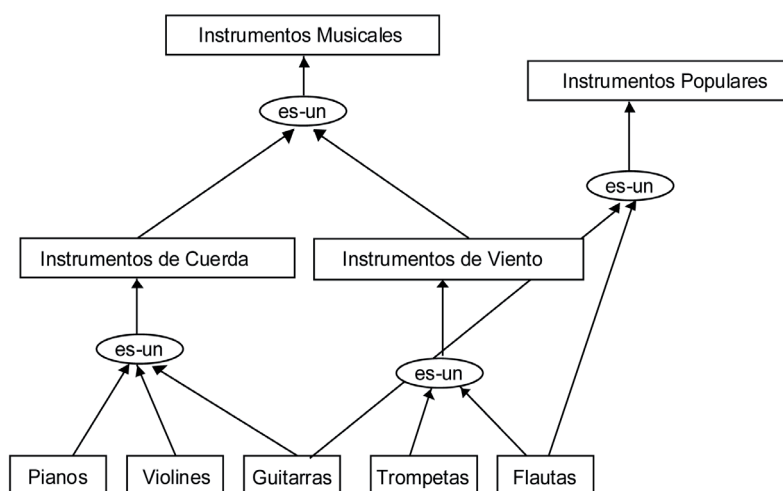 Instrumentos Musicales
Instrumentos Populares
es-un
es-un
Instrumentos de Cuerda
Instrumentos de Viento
es-un
es-un
Pianos
Violines
Guitarras
Trompetas
Flautas